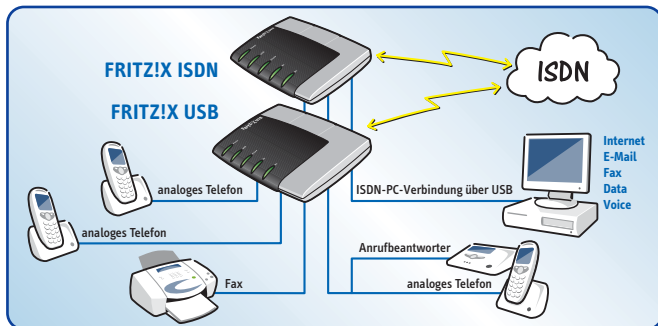 FRITZ!X ISDN
ISDN
FRITZ!X USB
Internet
E-Mail
Fax
Data
Voice
analoges Telefon
ISDN-PC-Verbindung über USB
analoges Telefon
Anrufbeantworter
Fax
analoges Telefon